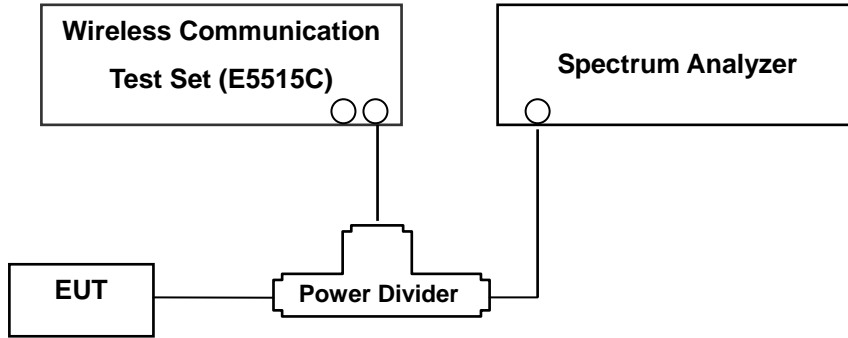 Wireless Communication
Test Set (E5515C)
Spectrum Analyzer
EUT
Power Divider